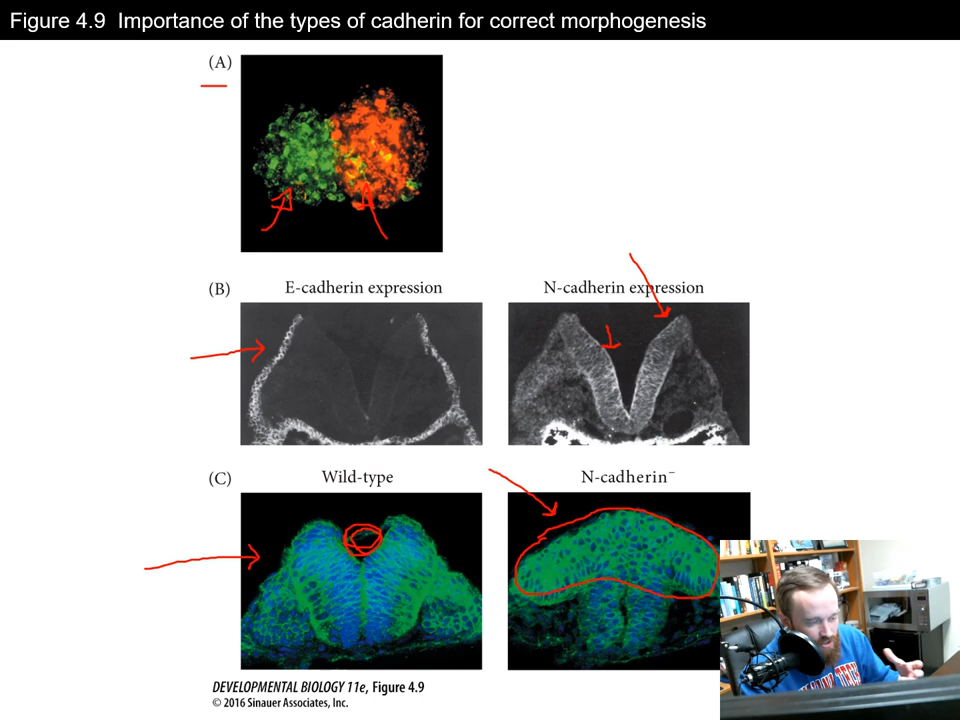 Figure 4.9 Importance of the types of cadherin for correct morphogenesis
(A)
(B)
E-cadherin expression
N-cadherin expression
(C)
Wild-type
N-cadherin⁻
DEVELOPMENTAL BIOLOGY 11e, Figure 4.9
© 2016 Sinauer Associates, Inc.